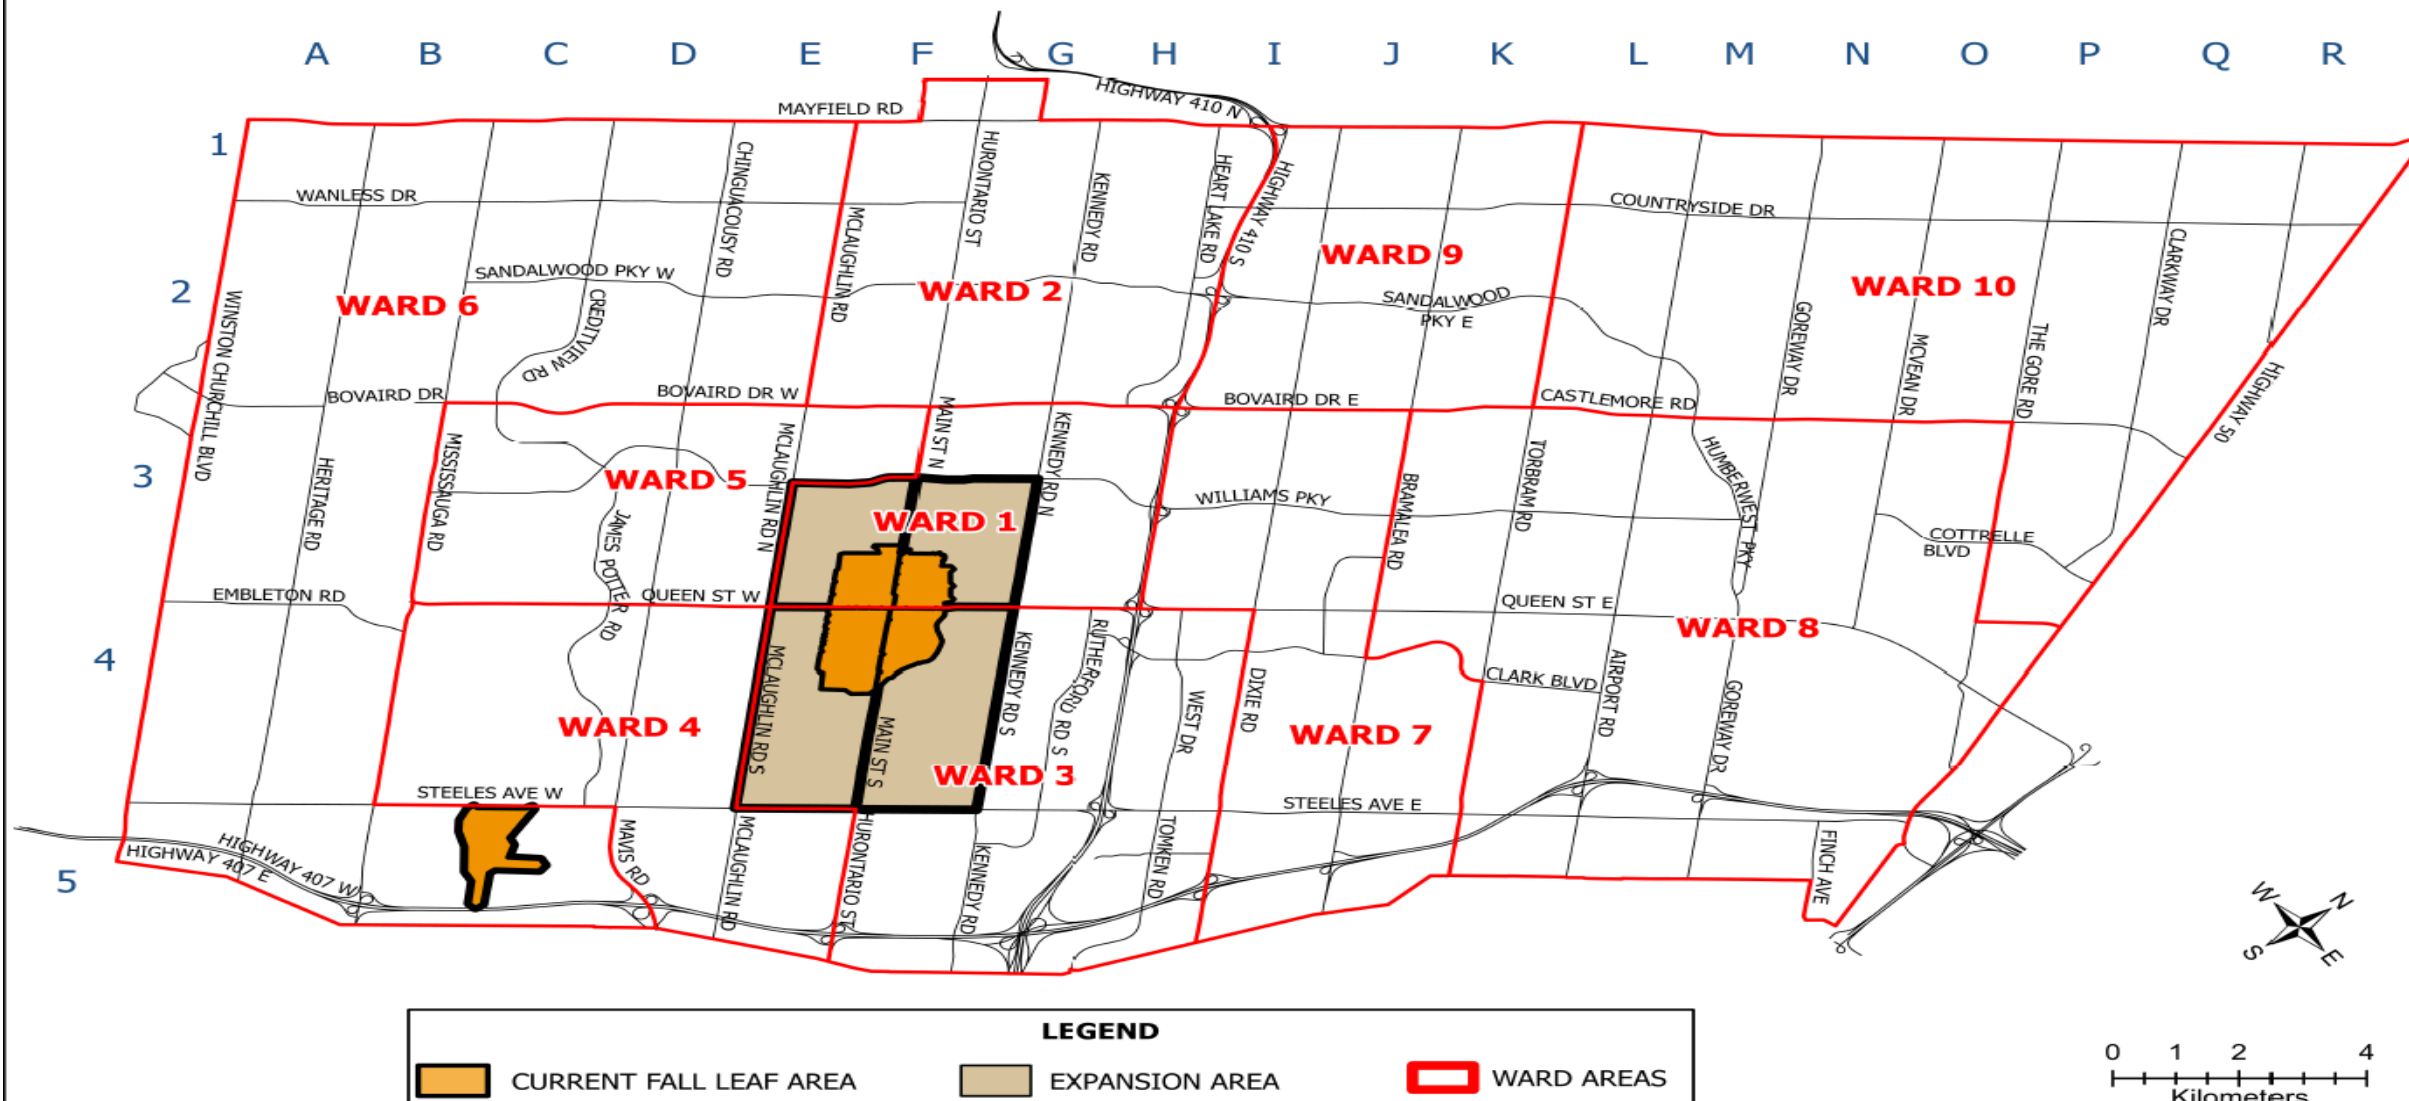 A B C D E F G H I J K L M N O P Q R
MAYFIELD RD
HIGHWAY 410 N
1
CHINGUACOUSY RD
HURONTARIO ST
KENNEDY RD
HEART LAKE RD
HIGHWAY 410 S
WANLESS DR
MCLAUGHLIN RD
COUNTRYSIDE DR
CLARKWAY DR
WARD 9
SANDALWOOD PKY W
2
WARD 6
WARD 2
SANDALWOOD
PKY E
WARD 10
WINSTON CHURCHILL BLVD
CREDITVIEW RD
GOREWAY DR
MCVEAN DR
THE GORE RD
HIGHWAY 50
BOVAIRD DR
BOVAIRD DR W
BOVAIRD DR E
CASTLEMORE RD
MAIN ST N
KENNEDY RD N
MCLAUGHLIN RD N
MISSISSAUGA RD
HERITAGE RD
3
WARD 5
BRAMALEA RD
TORBRAM RD
HUMBERWEST PKY
WILLIAMS PKY
WARD 1
JAMES POTTER RD
COTTRELLE
BLVD
EMBLETON RD
QUEEN ST W
QUEEN ST E
RUTHERFORD RD S
KENNEDY RD S
WARD 8
4
MCLAUGHLIN RD S
MAIN ST S
WEST DR
DIXIE RD
CLARK BLVD
AIRPORT RD
GOREWAY DR
WARD 4
WARD 7
WARD 3
STEELES AVE W
STEELES AVE E
HIGHWAY 407 W
HIGHWAY 407 E
5
MAVIS RD
MCLAUGHLIN RD
HURONTARIO ST
KENNEDY RD
TOMKEN RD
FINCH AVE
W N
S E
LEGEND
CURRENT FALL LEAF AREA
EXPANSION AREA
WARD AREAS
0 1 2 4
Kilometers